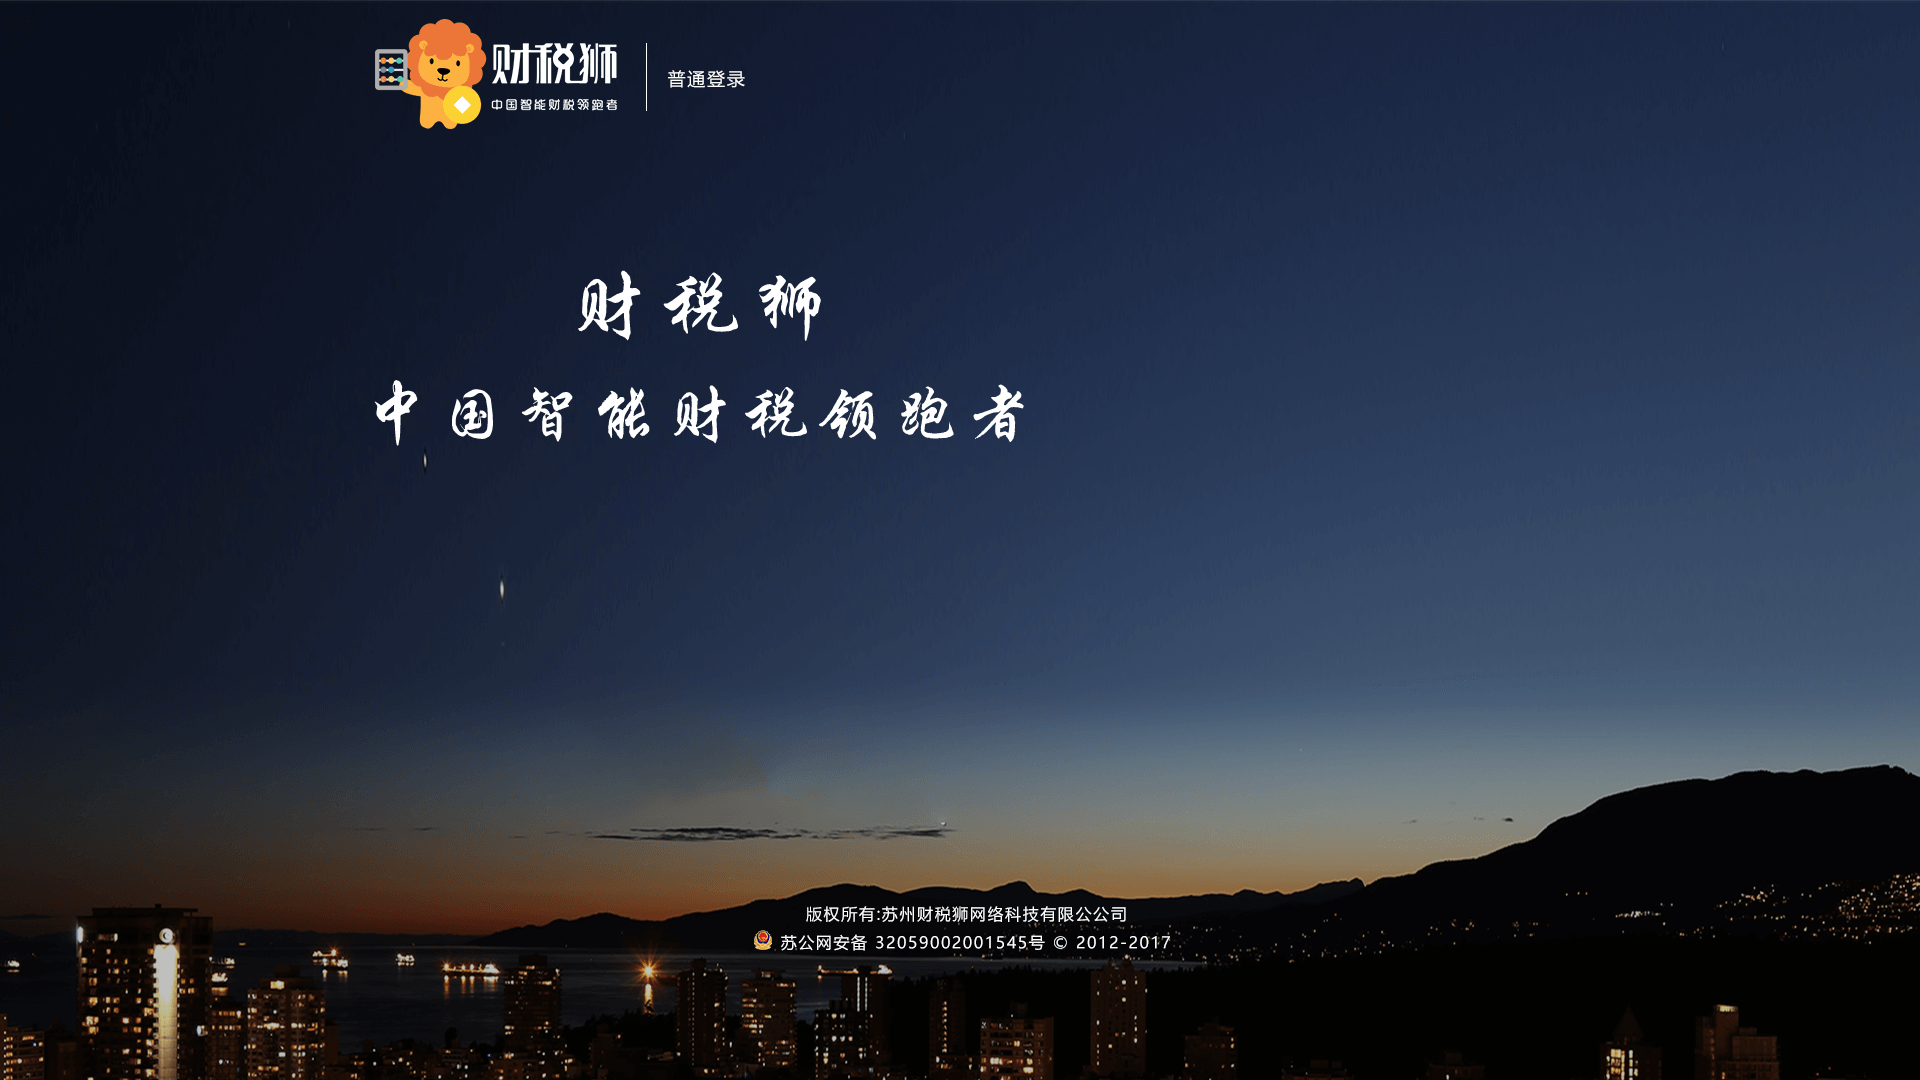 财税狮
中国智能财税领跑者
普通登录
财税狮
中国智能财税领跑者
版权所有:苏州财税狮网络科技有限公公司
苏公网安备 32059002001545号 © 2012-2017